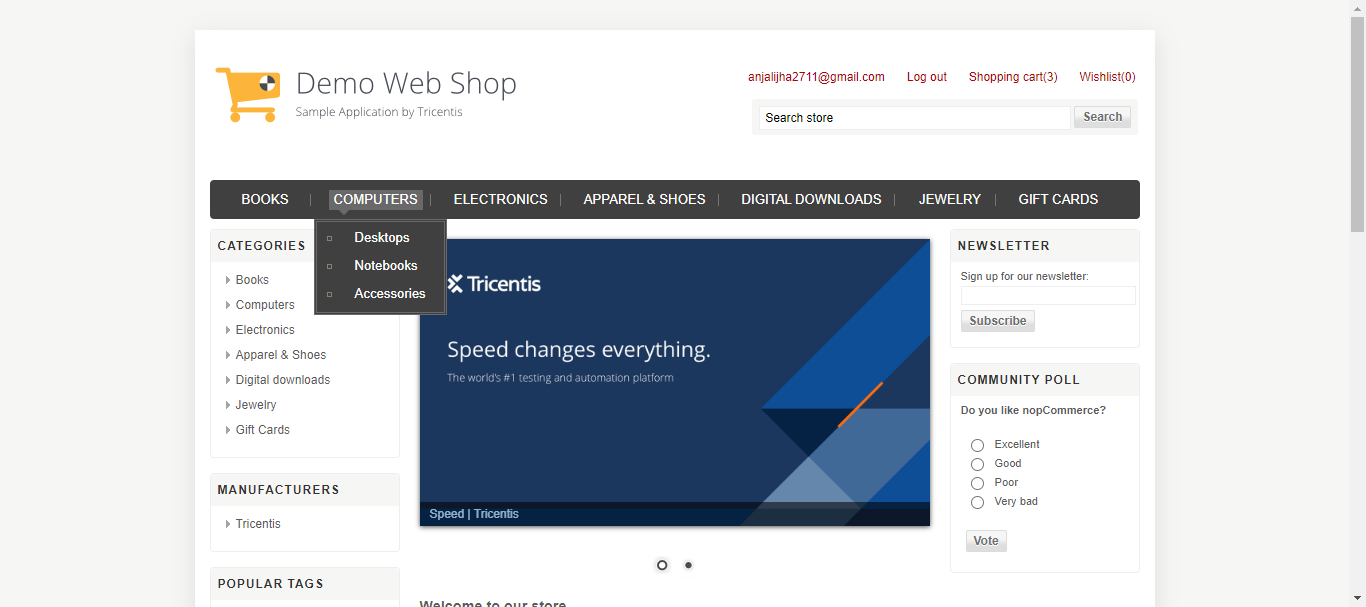 Demo Web Shop
Sample Application by Tricentis
anjalijha2711@gmail.com Log out Shopping cart(3) Wishlist(0)
Search store Search
BOOKS COMPUTERS ELECTRONICS APPAREL & SHOES DIGITAL DOWNLOADS JEWELRY GIFT CARDS
Desktops
Notebooks
Accessories
CATEGORIES
Books
Computers
Electronics
Apparel & Shoes
Digital downloads
Jewelry
Gift Cards
MANUFACTURERS
Tricentis
POPULAR TAGS
Tricentis
Speed changes everything.
The world's #1 testing and automation platform
Speed | Tricentis
Welcome to our store
NEWSLETTER
Sign up for our newsletter:
Subscribe
COMMUNITY POLL
Do you like nopCommerce?
Excellent
Good
Poor
Very bad
Vote